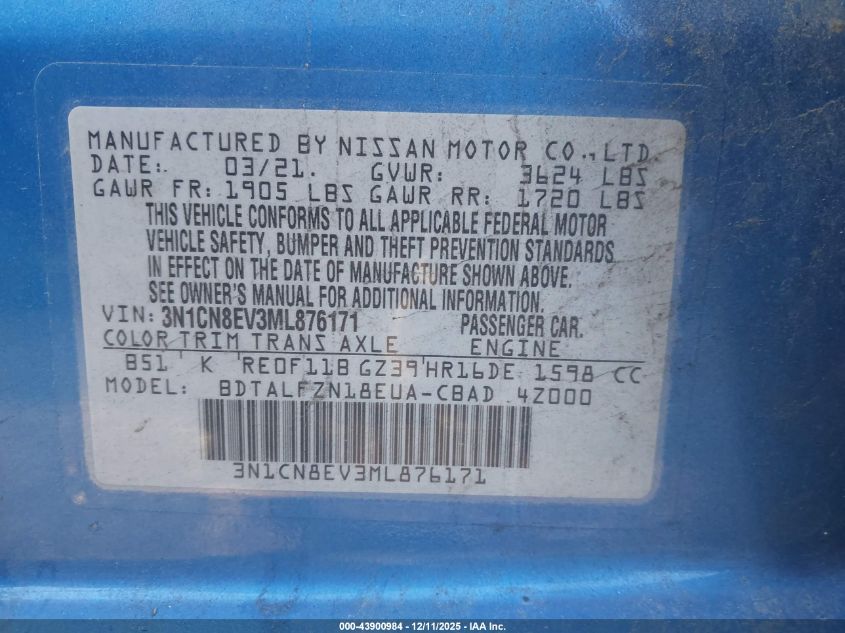 MANUFACTURED BY NISSAN MOTOR CO., LTD
DATE: 03/21. GVWR: 3624 LBS
GAWR FR: 1905 LBS GAWR RR: 1720 LBS
THIS VEHICLE CONFORMS TO ALL APPLICABLE FEDERAL MOTOR
VEHICLE SAFETY, BUMPER AND THEFT PREVENTION STANDARDS
IN EFFECT ON THE DATE OF MANUFACTURE SHOWN ABOVE.
SEE OWNER'S MANUAL FOR ADDITIONAL INFORMATION.
VIN: 3N1CN8EV3ML876171 PASSENGER CAR.
COLOR TRIM TRANS AXLE ENGINE
B51 K RE0F11B GZ39 HR16DE 1598 CC
MODEL: BDTALFZN18EUA-CBAD 4Z000
3N1CN8EV3ML876171
000-43900984 - 12/11/2025 - IAA Inc.